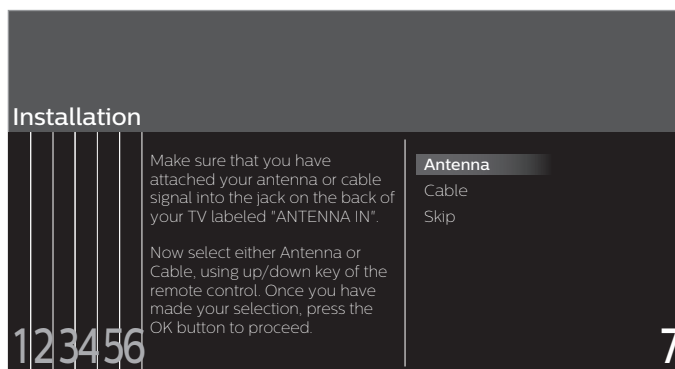 Installation
Make sure that you have
attached your antenna or cable
signal into the jack on the back of
your TV labeled "ANTENNA IN".
Now select either Antenna or
Cable, using up/down key of the
remote control. Once you have
made your selection, press the
OK button to proceed.
Antenna
Cable
Skip
123456
7